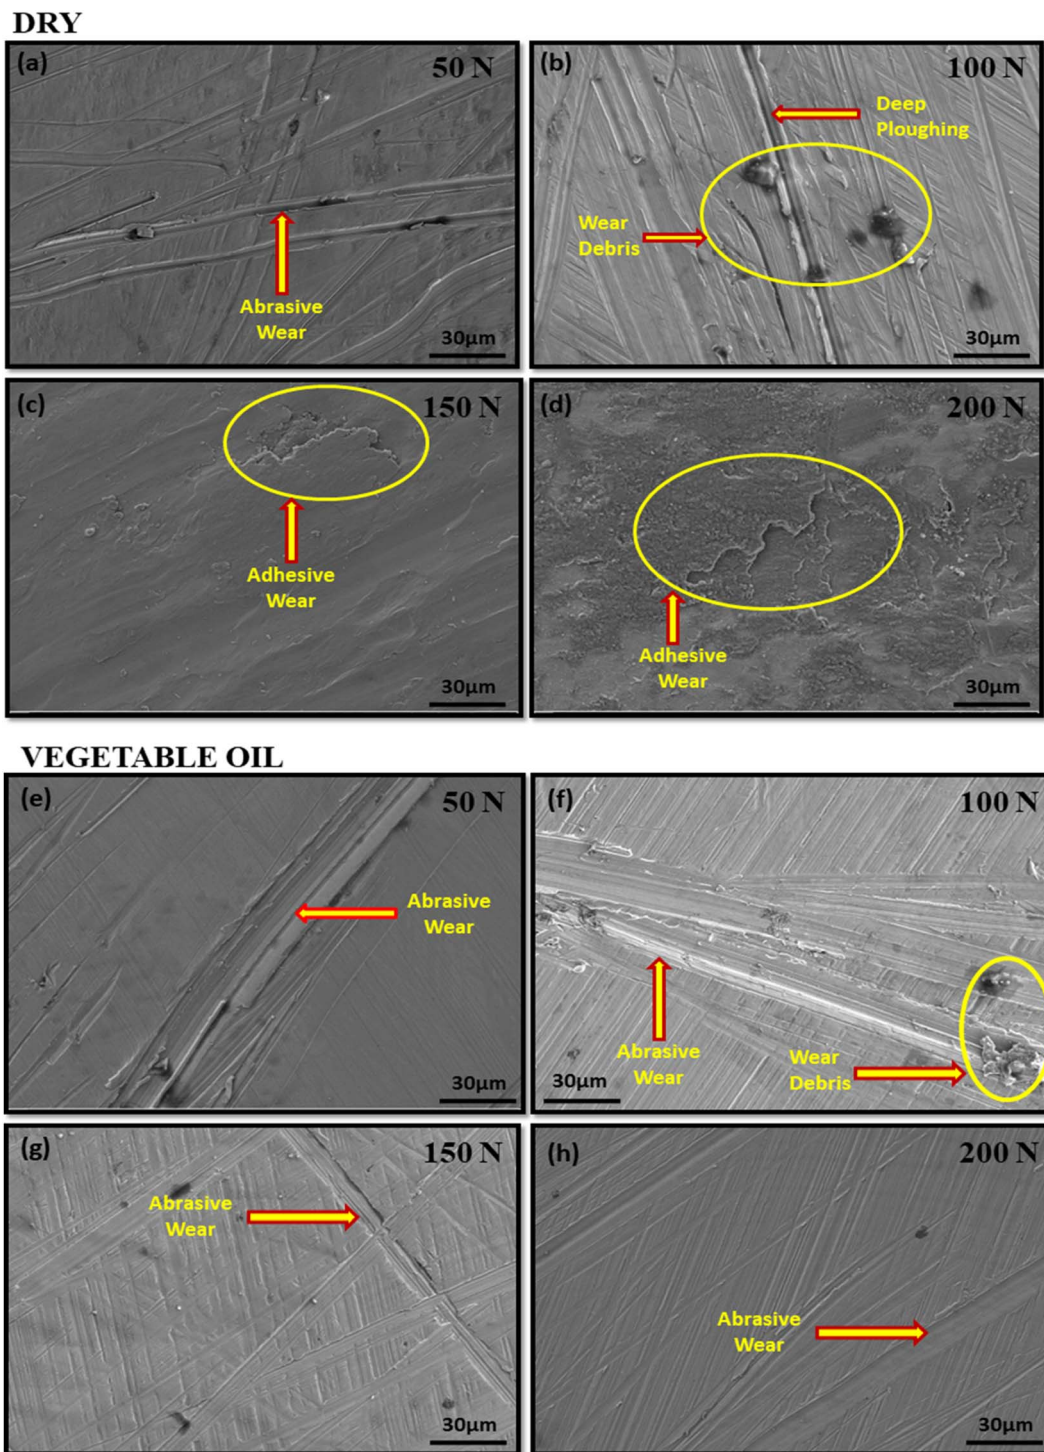 DRY
(a)
50 N
Abrasive
Wear
30µm
(b)
100 N
Deep
Ploughing
Wear
Debris
30µm
(c)
150 N
Adhesive
Wear
30µm
(d)
200 N
Adhesive
Wear
30µm
VEGETABLE OIL
(e)
50 N
Abrasive
Wear
30µm
(f)
100 N
Abrasive
Wear
Wear
Debris
30µm
(g)
150 N
Abrasive
Wear
30µm
(h)
200 N
Abrasive
Wear
30µm